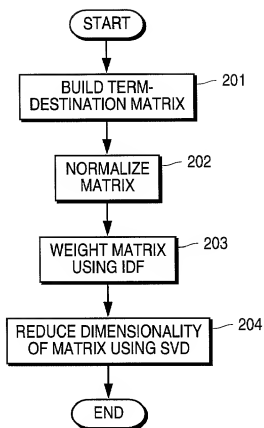 START
BUILD TERM-
DESTINATION MATRIX
201
NORMALIZE
MATRIX
202
WEIGHT MATRIX
USING IDF
203
REDUCE DIMENSIONALITY
OF MATRIX USING SVD
204
END